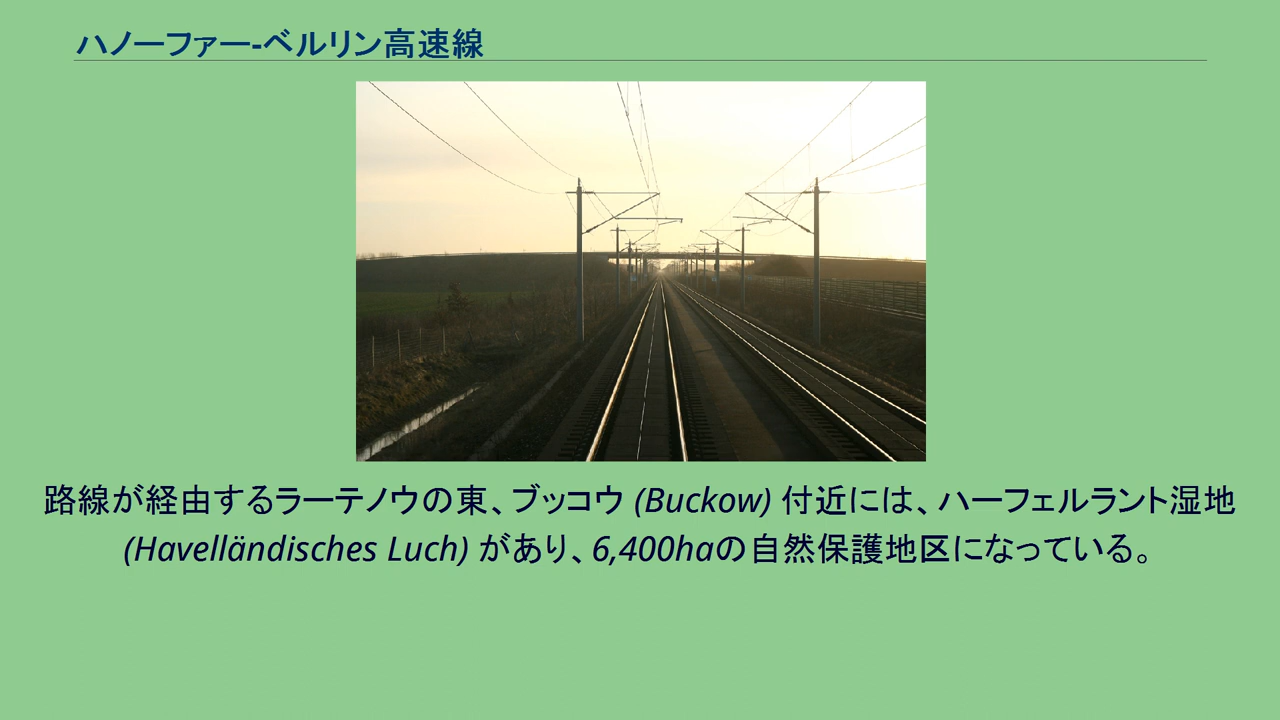 ハノーファー-ベルリン高速線
路線が経由するラーテノウの東、ブッコウ (Buckow) 付近には、ハーフェルラント湿地
(Havelländisches Luch) があり、6,400haの自然保護地区になっている。